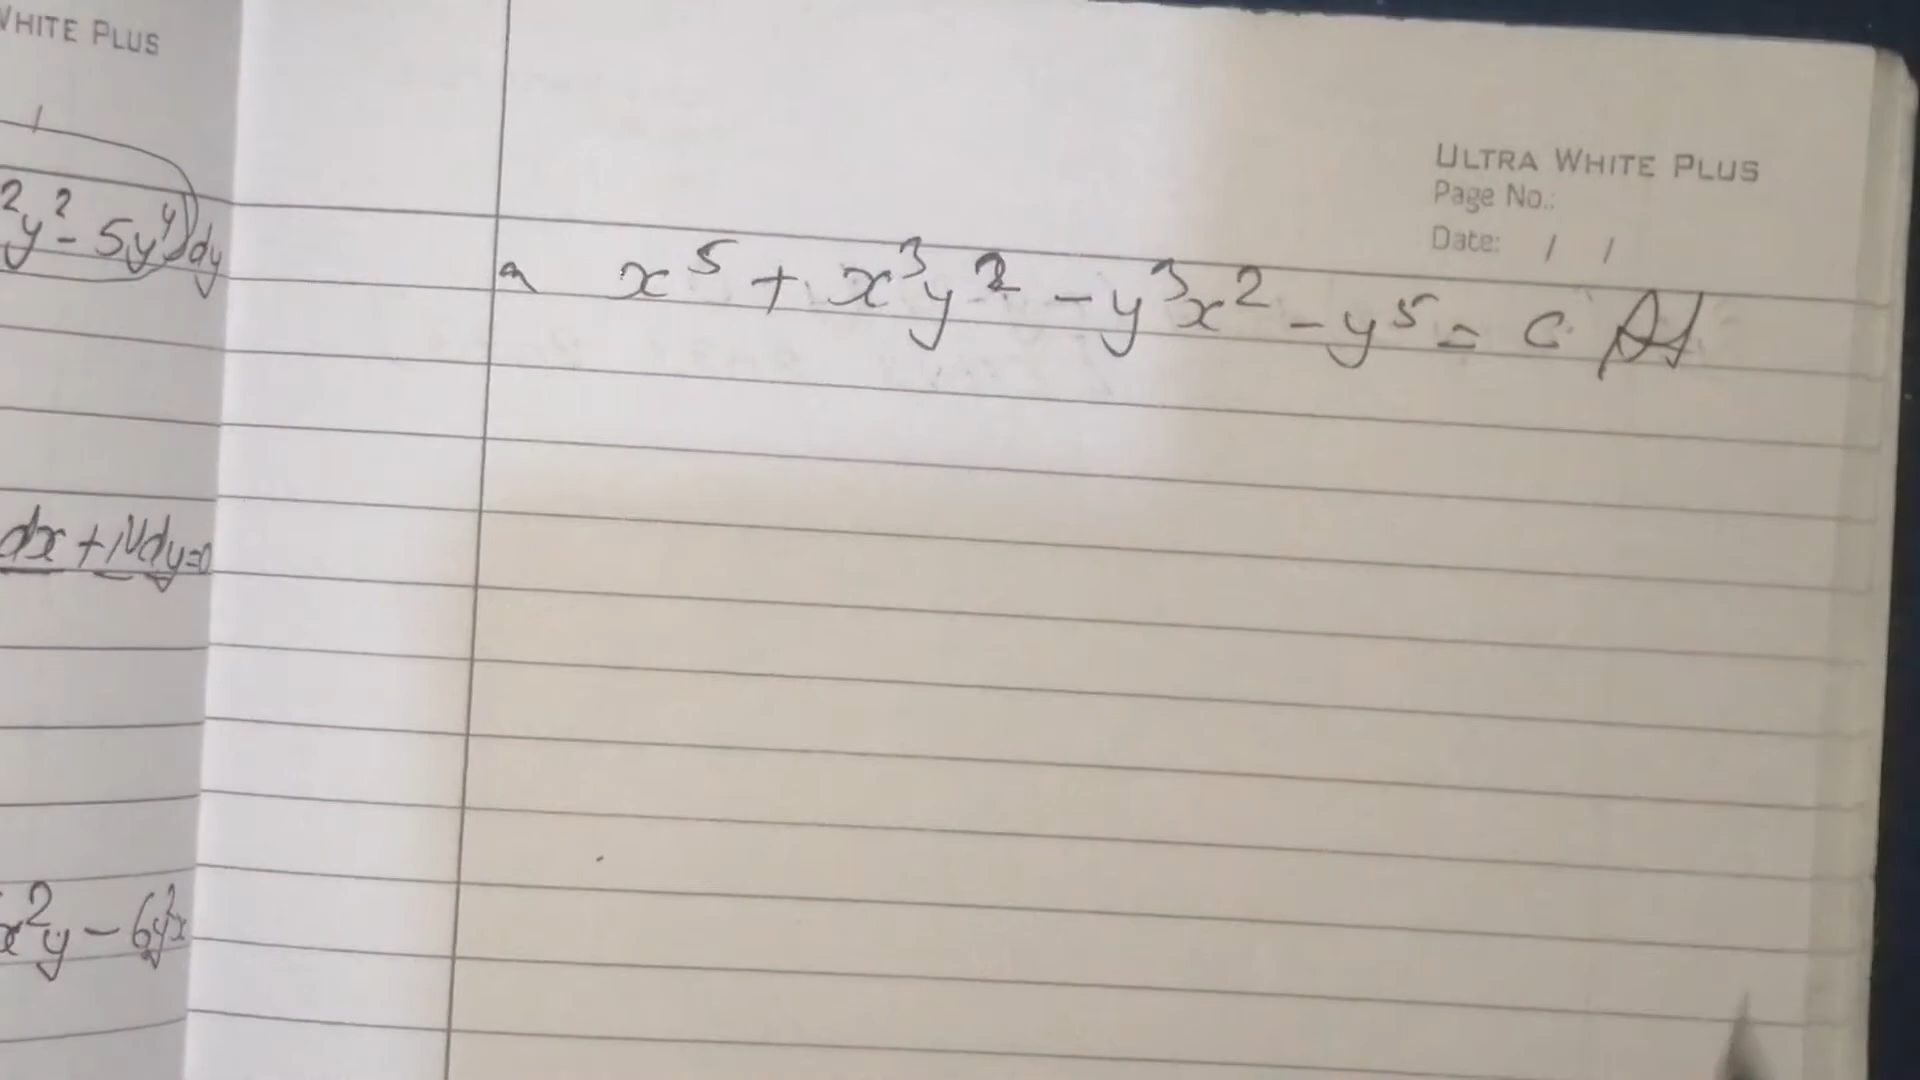 WHITE PLUS
²y² - 5y⁴)dy
dx + Ndy=0
x²y - 6y²x
ULTRA WHITE PLUS
Page No.:
Date: / /
x⁵ + x³y² - y³x² - y⁵ = c